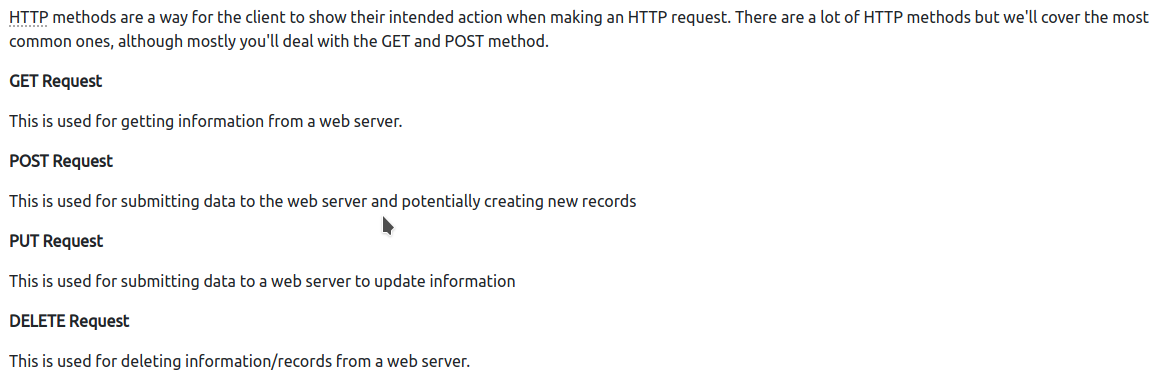 HTTP methods are a way for the client to show their intended action when making an HTTP request. There are a lot of HTTP methods but we'll cover the most
common ones, although mostly you'll deal with the GET and POST method.
GET Request
This is used for getting information from a web server.
POST Request
This is used for submitting data to the web server and potentially creating new records
PUT Request
This is used for submitting data to a web server to update information
DELETE Request
This is used for deleting information/records from a web server.